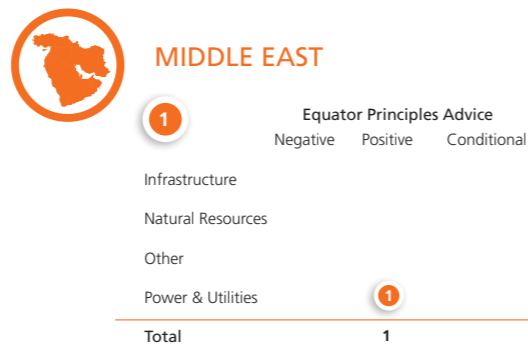 MIDDLE EAST
1
Equator Principles Advice
Negative Positive Conditional
Infrastructure
Natural Resources
Other
Power & Utilities 1
Total 1